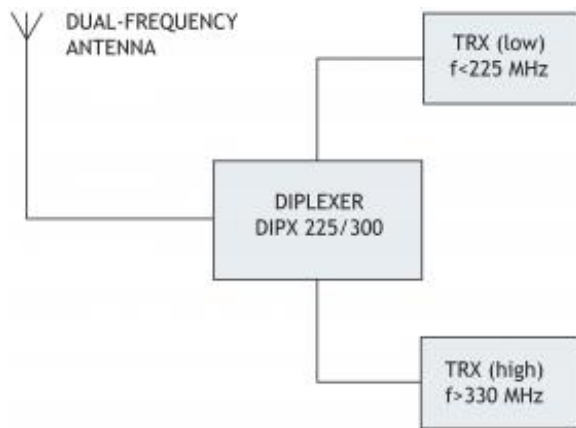 DUAL-FREQUENCY
ANTENNA
TRX (low)
f<225 MHz
DIPLEXER
DIPX 225/300
TRX (high)
f>330 MHz